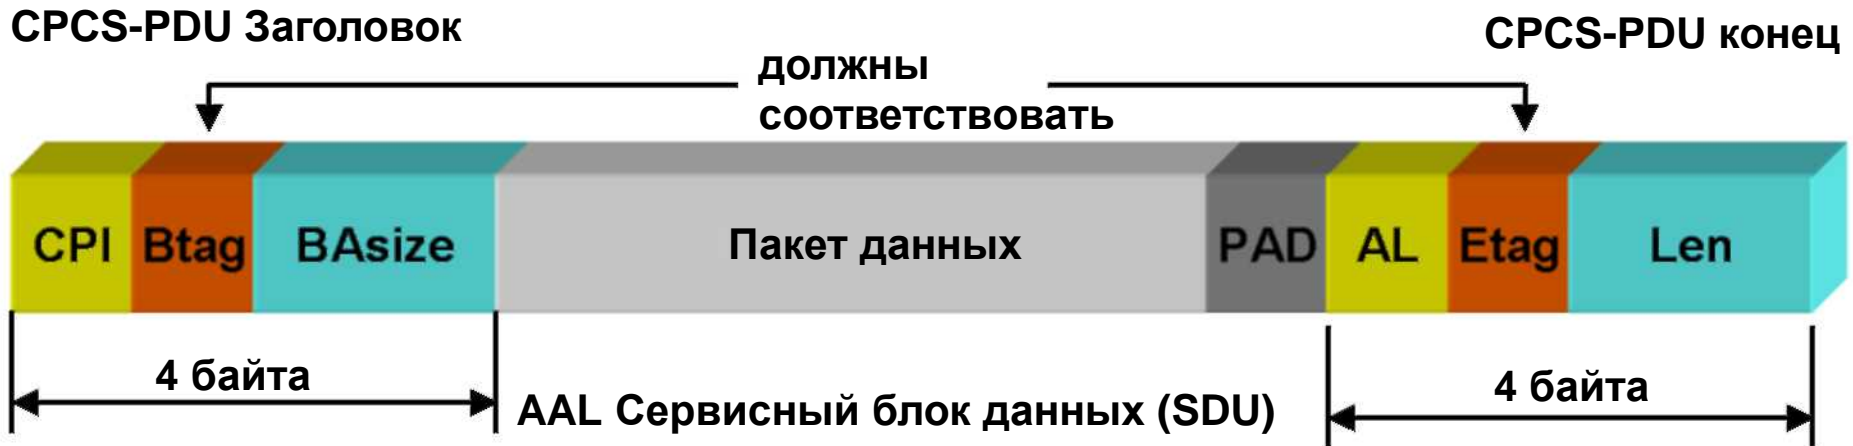 CPCS-PDU Заголовок
CPCS-PDU конец
должны
соответствовать
CPI Btag BAsize Пакет данных PAD AL Etag Len
4 байта
AAL Сервисный блок данных (SDU)
4 байта